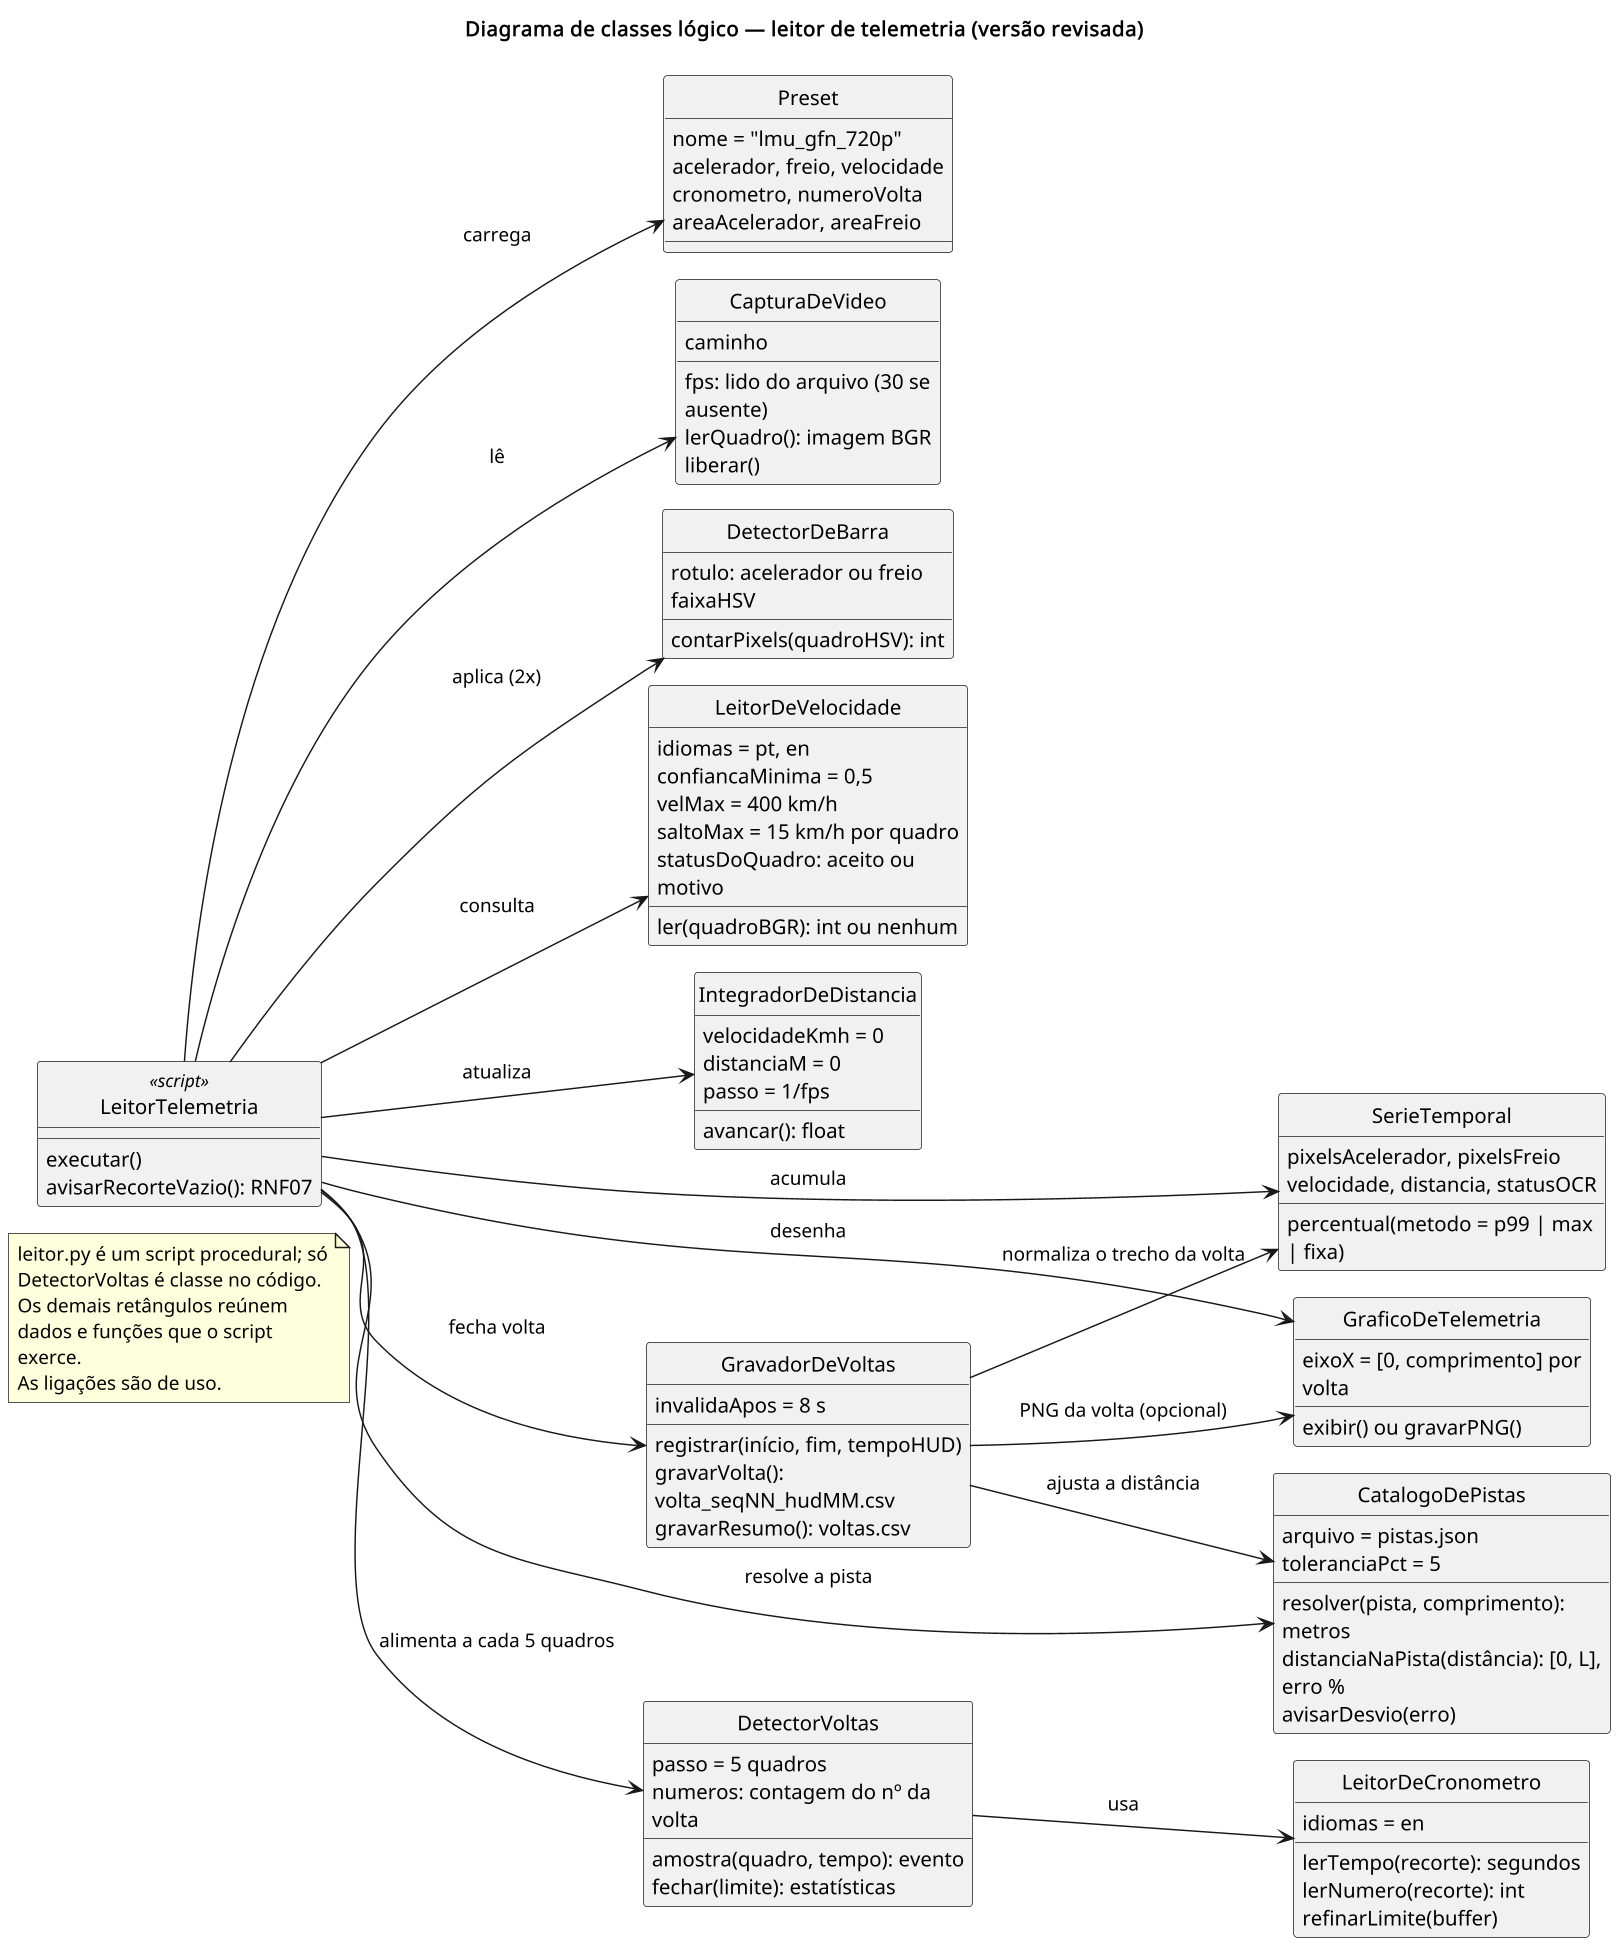 Diagrama de classes lógico — leitor de telemetria (versão revisada)
Preset
nome = "lmu_gfn_720p"
acelerador, freio, velocidade
cronometro, numeroVolta
areaAcelerador, areaFreio
carrega
CapturaDeVideo
caminho
fps: lido do arquivo (30 se
ausente)
lerQuadro(): imagem BGR
liberar()
lê
DetectorDeBarra
rotulo: acelerador ou freio
faixaHSV
contarPixels(quadroHSV): int
aplica (2x)
LeitorDeVelocidade
idiomas = pt, en
confiancaMinima = 0,5
velMax = 400 km/h
saltoMax = 15 km/h por quadro
statusDoQuadro: aceito ou
motivo
ler(quadroBGR): int ou nenhum
consulta
IntegradorDeDistancia
velocidadeKmh = 0
distanciaM = 0
passo = 1/fps
avancar(): float
atualiza
«script»
LeitorTelemetria
executar()
avisarRecorteVazio(): RNF07
SerieTemporal
pixelsAcelerador, pixelsFreio
velocidade, distancia, statusOCR
percentual(metodo = p99 | max
| fixa)
acumula
desenha
normaliza o trecho da volta
leitor.py é um script procedural; só
DetectorVoltas é classe no código.
Os demais retângulos reúnem
dados e funções que o script
exerce.
As ligações são de uso.
GraficoDeTelemetria
eixoX = [0, comprimento] por
volta
exibir() ou gravarPNG()
fecha volta
GravadorDeVoltas
invalidaApos = 8 s
registrar(início, fim, tempoHUD)
gravarVolta():
volta_seqNN_hudMM.csv
gravarResumo(): voltas.csv
PNG da volta (opcional)
ajusta a distância
CatalogoDePistas
arquivo = pistas.json
toleranciaPct = 5
resolver(pista, comprimento):
metros
distanciaNaPista(distância): [0, L],
erro %
avisarDesvio(erro)
resolve a pista
alimenta a cada 5 quadros
DetectorVoltas
passo = 5 quadros
numeros: contagem do nº da
volta
amostra(quadro, tempo): evento
fechar(limite): estatísticas
usa
LeitorDeCronometro
idiomas = en
lerTempo(recorte): segundos
lerNumero(recorte): int
refinarLimite(buffer)